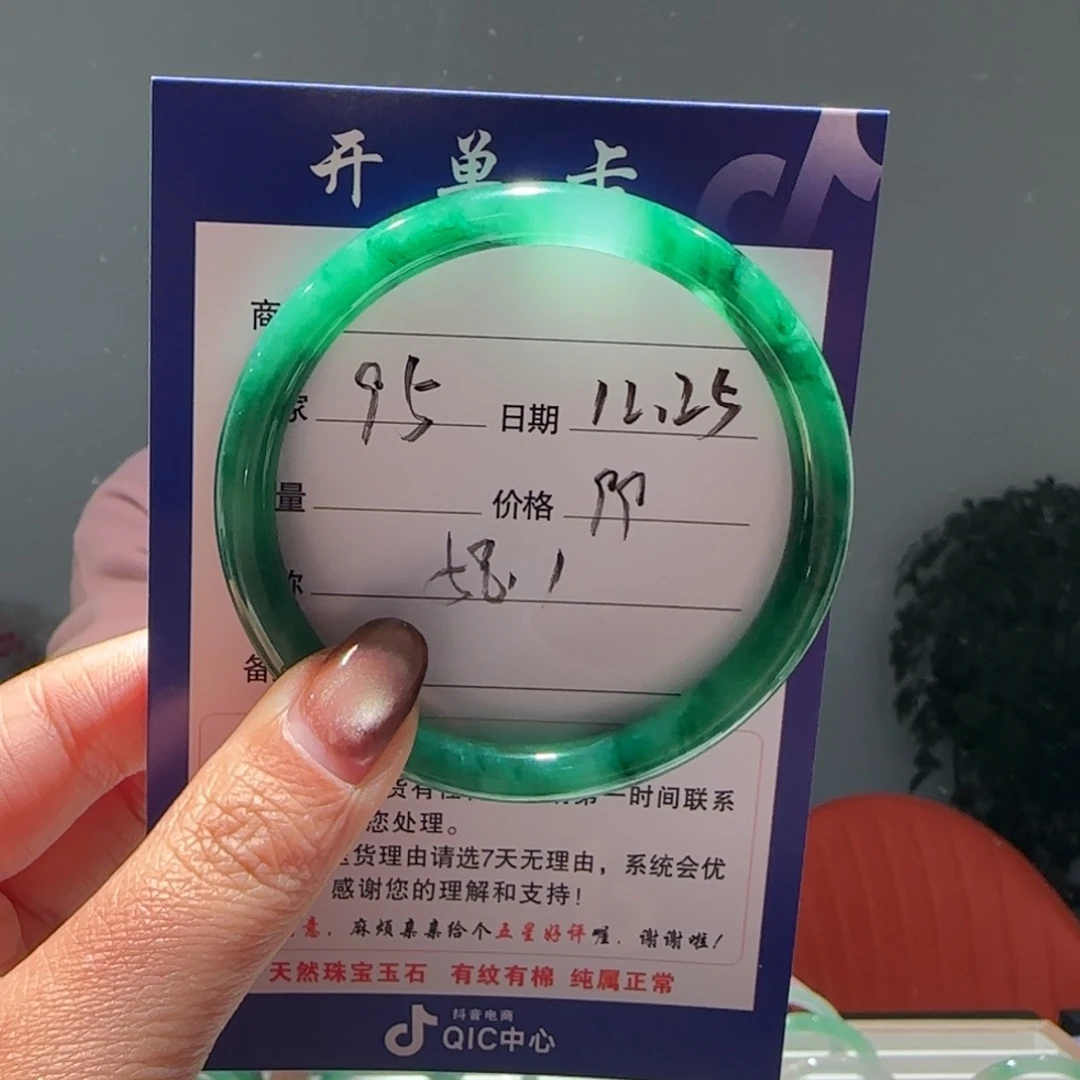 开单卡
商
家 95 日期 12.25
量 价格
称 58.1
备
货有 第一时间联系
您处理。
货理由请选7天无理由，系统会优
感谢您的理解和支持！
意，麻烦集集给个五星好评喔，谢谢啦！
天然珠宝玉石 有纹有棉 纯属正常
抖音电商
QIC中心